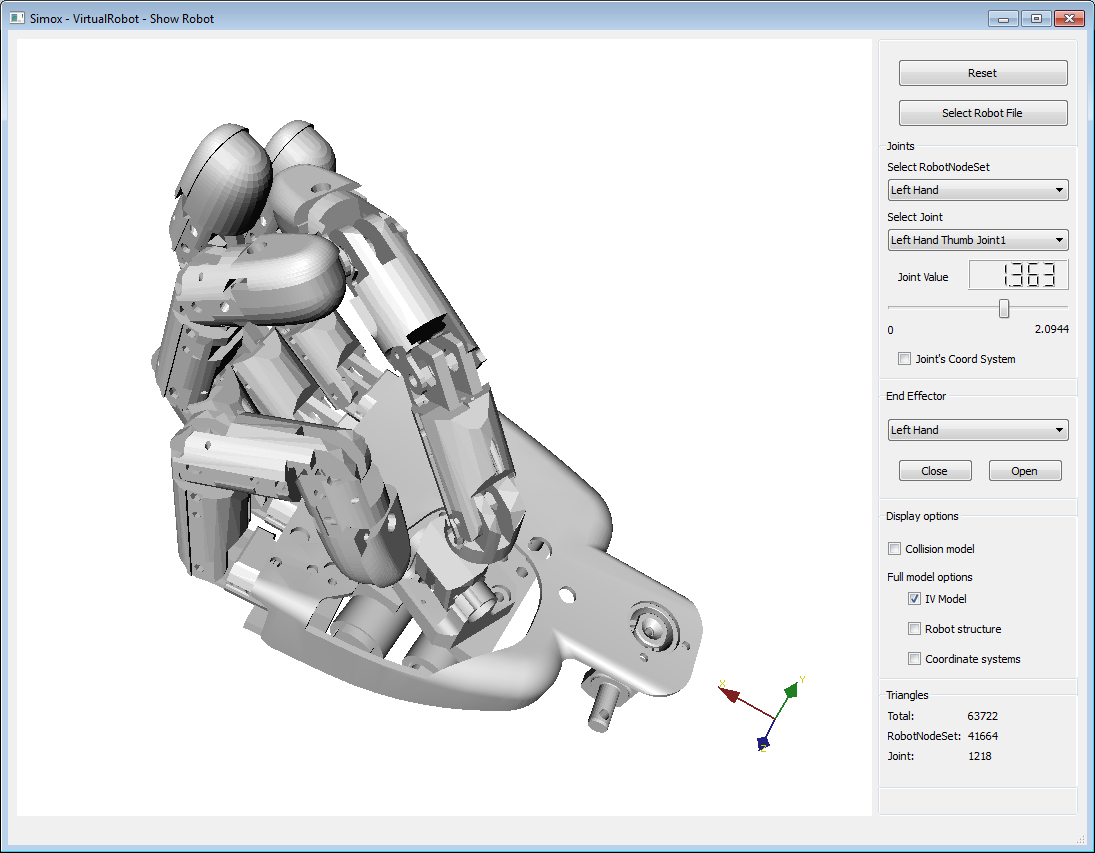 Simox - VirtualRobot - Show Robot
Reset
Select Robot File
Joints
Select RobotNodeSet
Left Hand
Select Joint
Left Hand Thumb Joint1
Joint Value
1.363
0
2.0944
Joint's Coord System
End Effector
Left Hand
Close
Open
Display options
Collision model
Full model options
IV Model
Robot structure
Coordinate systems
Triangles
Total: 63722
RobotNodeSet: 41664
Joint: 1218
X
Y
Z